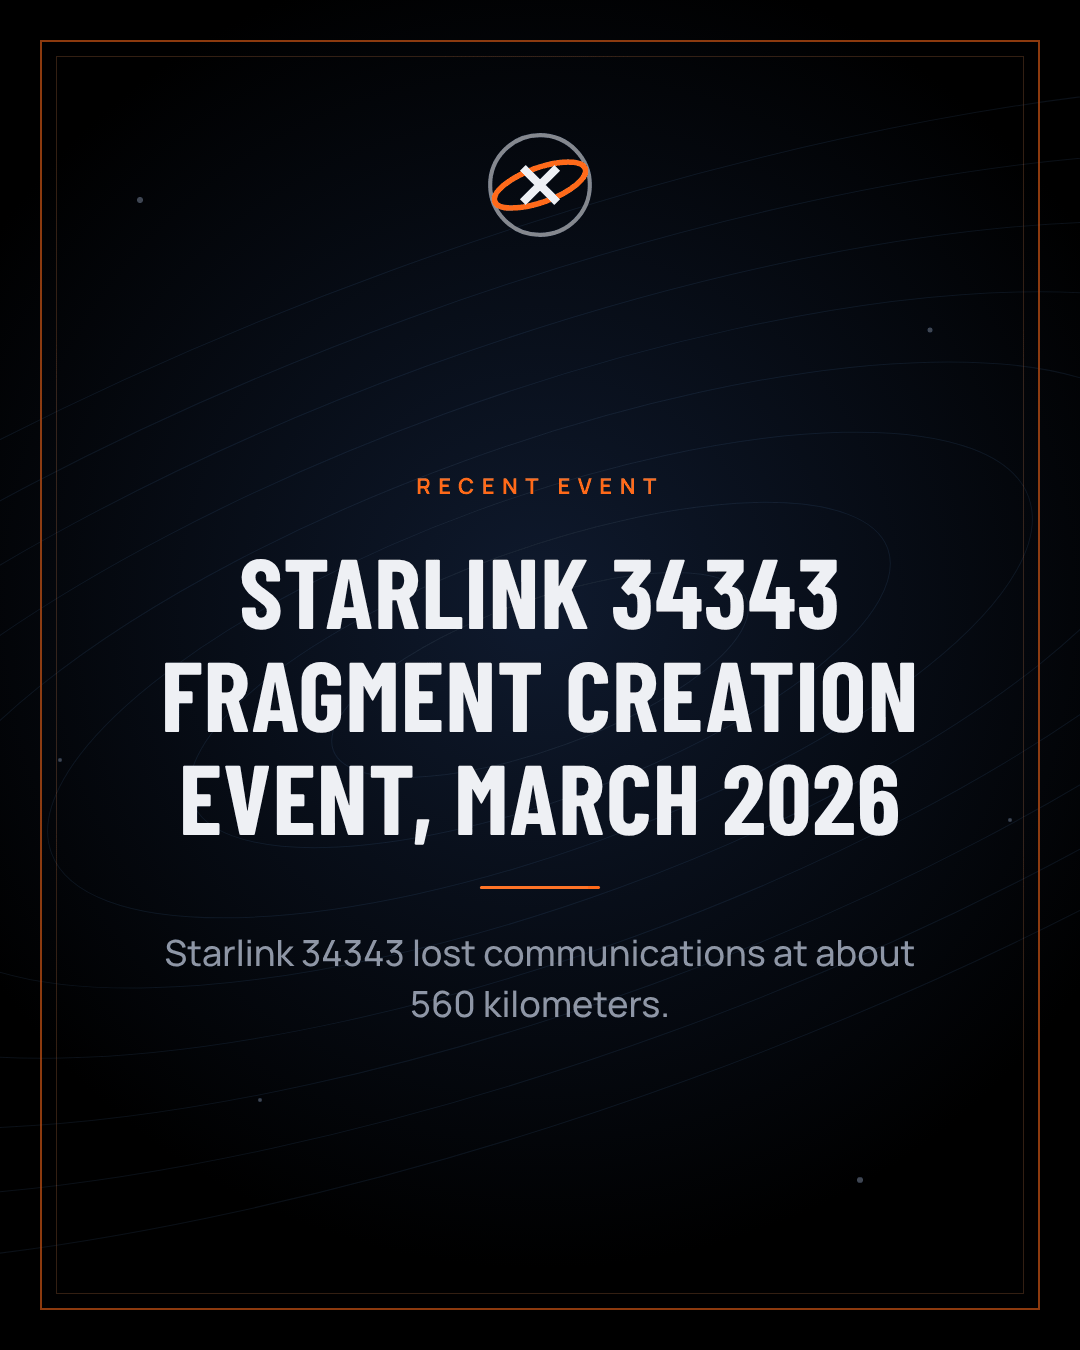 RECENT EVENT
STARLINK 34343
FRAGMENT CREATION
EVENT, MARCH 2026
Starlink 34343 lost communications at about
560 kilometers.